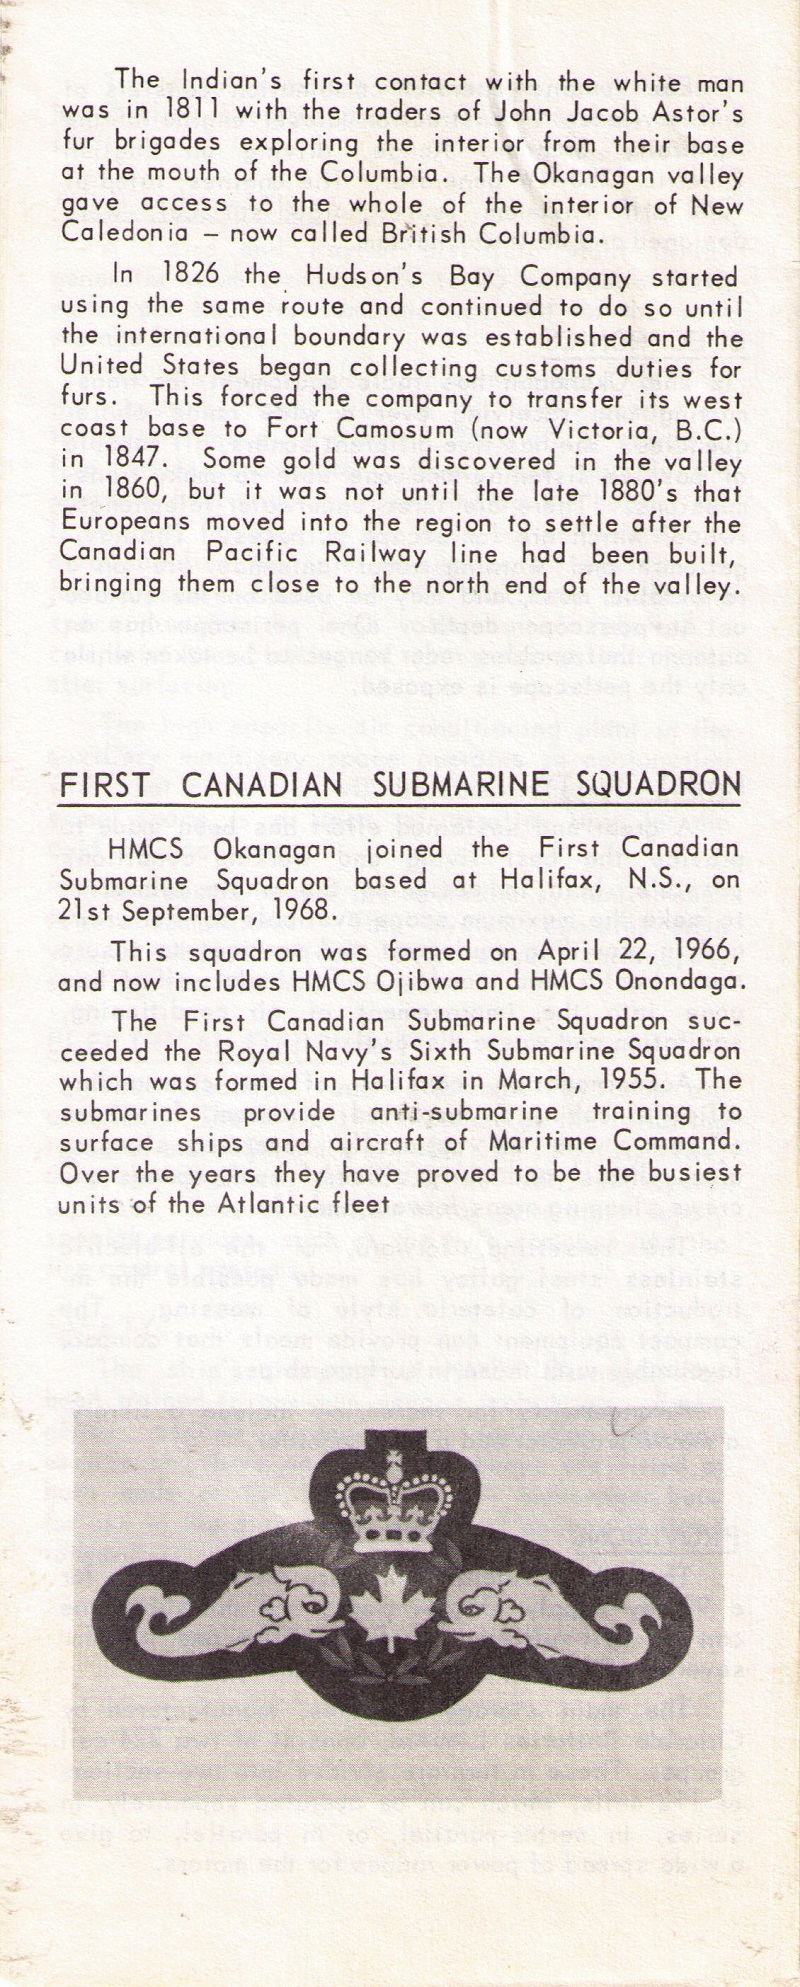 The Indian's first contact with the white man
was in 1811 with the traders of John Jacob Astor's
fur brigades exploring the interior from their base
at the mouth of the Columbia. The Okanagan valley
gave access to the whole of the interior of New
Caledonia – now called British Columbia.
In 1826 the Hudson's Bay Company started
using the same route and continued to do so until
the international boundary was established and the
United States began collecting customs duties for
furs. This forced the company to transfer its west
coast base to Fort Camosum (now Victoria, B.C.)
in 1847. Some gold was discovered in the valley
in 1860, but it was not until the late 1880's that
Europeans moved into the region to settle after the
Canadian Pacific Railway line had been built,
bringing them close to the north end of the valley.
FIRST CANADIAN SUBMARINE SQUADRON
HMCS Okanagan joined the First Canadian
Submarine Squadron based at Halifax, N.S., on
21st September, 1968.
This squadron was formed on April 22, 1966,
and now includes HMCS Ojibwa and HMCS Onondaga.
The First Canadian Submarine Squadron suc-
ceeded the Royal Navy's Sixth Submarine Squadron
which was formed in Halifax in March, 1955. The
submarines provide anti-submarine training to
surface ships and aircraft of Maritime Command.
Over the years they have proved to be the busiest
units of the Atlantic fleet